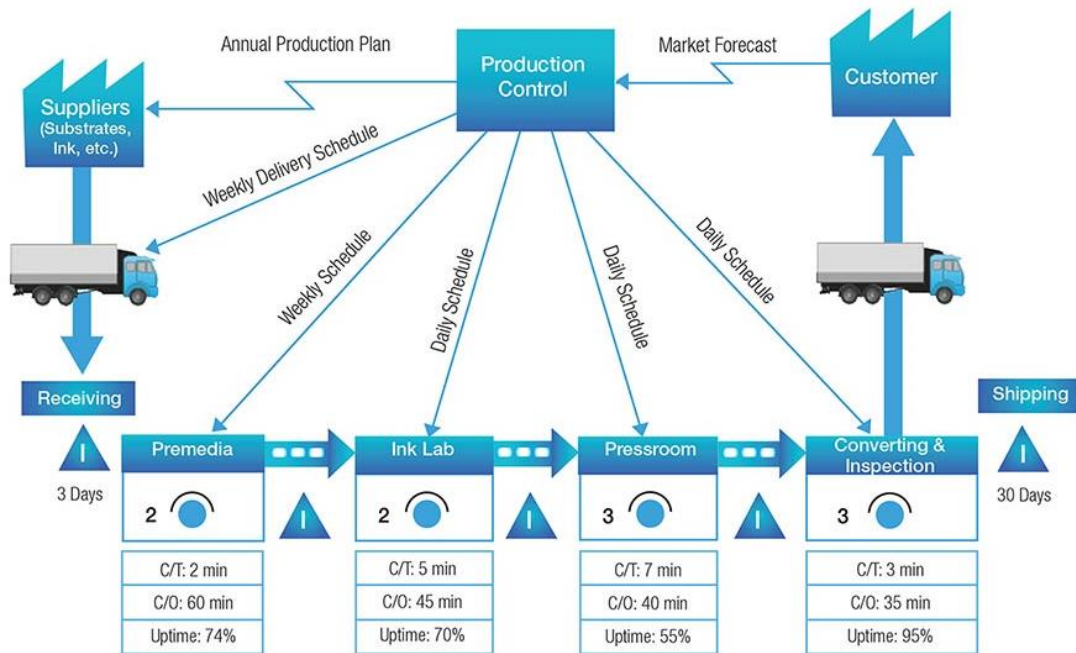 Annual Production Plan
Production
Control
Market Forecast
Customer
Suppliers
(Substrates,
Ink, etc.)
Weekly Delivery Schedule
Weekly Schedule
Daily Schedule
Daily Schedule
Daily Schedule
Receiving
I
3 Days
Shipping
I
30 Days
Premedia
2
C/T: 2 min
C/O: 60 min
Uptime: 74%
I
Ink Lab
2
C/T: 5 min
C/O: 45 min
Uptime: 70%
I
Pressroom
3
C/T: 7 min
C/O: 40 min
Uptime: 55%
I
Converting &
Inspection
3
C/T: 3 min
C/O: 35 min
Uptime: 95%